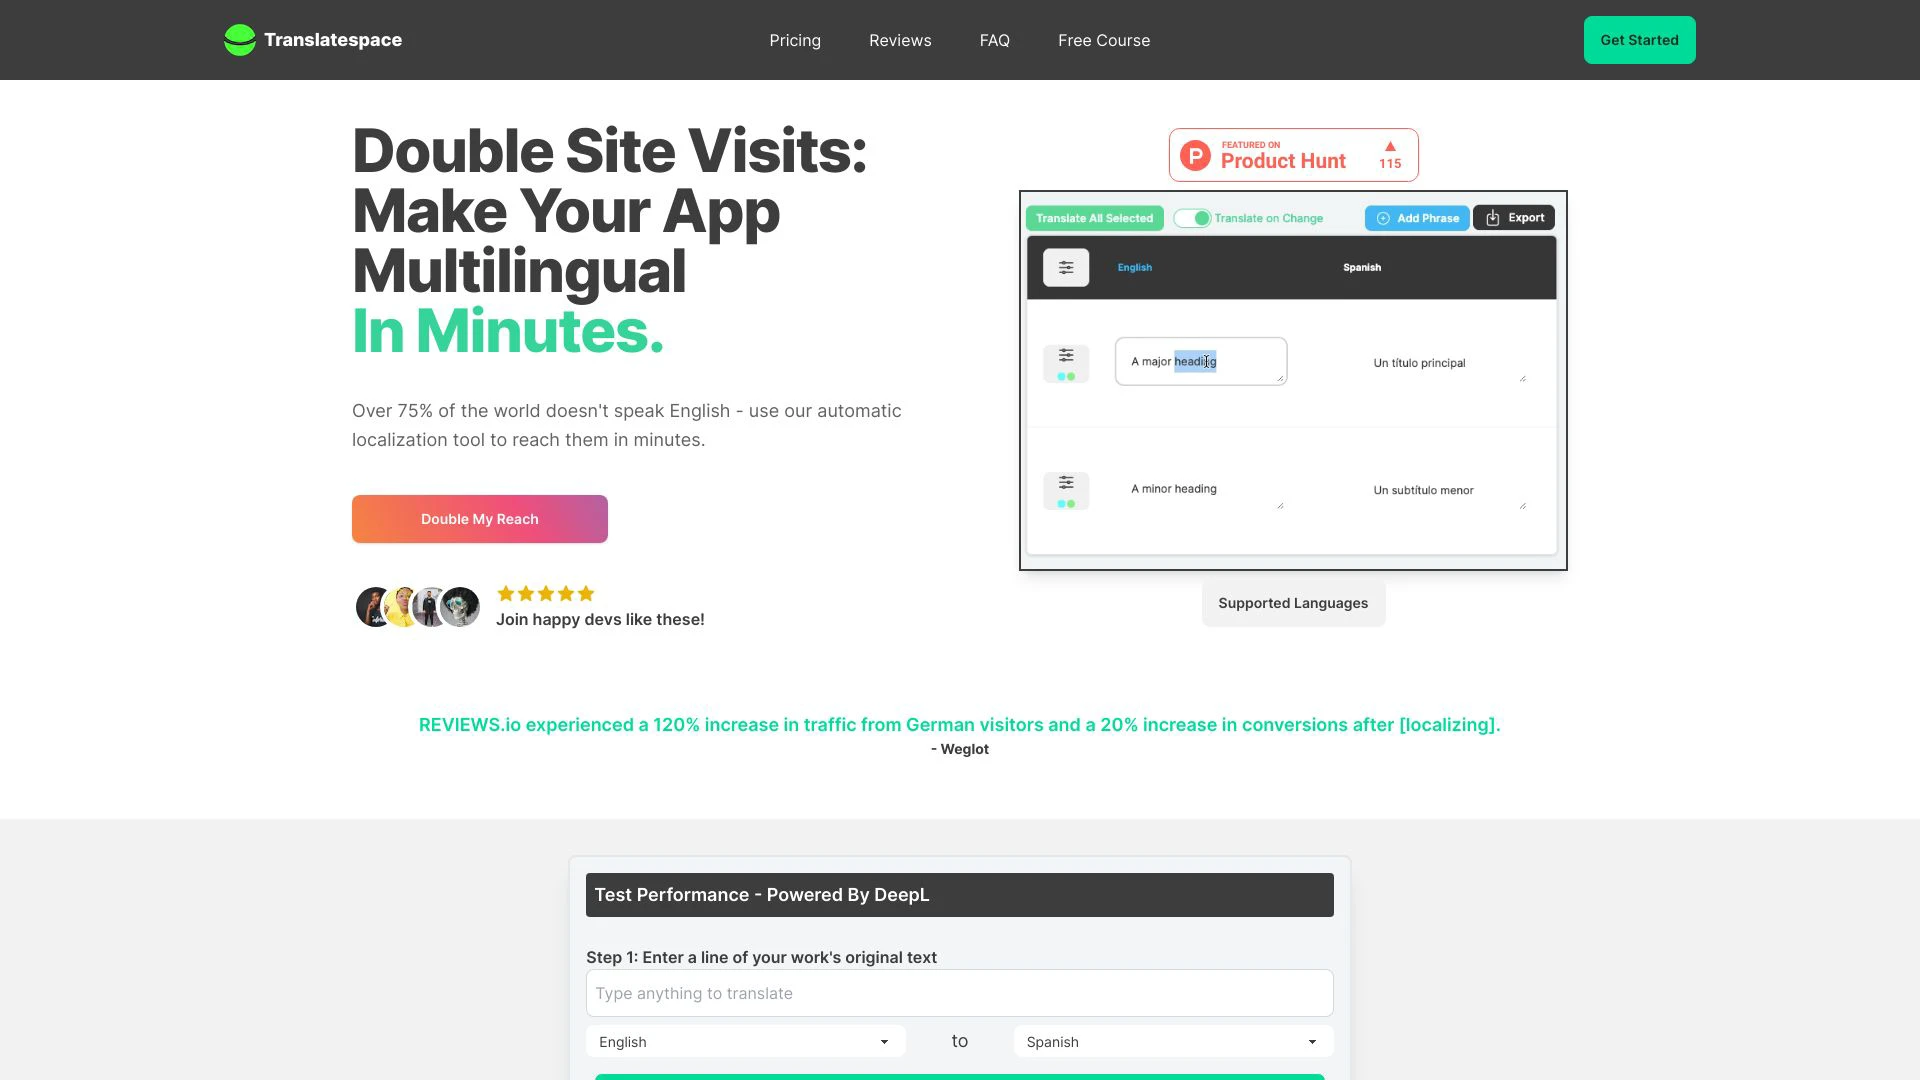 Translatespace
Pricing
Reviews
FAQ
Free Course
Get Started
Double Site Visits:
Make Your App
Multilingual
In Minutes.
Over 75% of the world doesn't speak English - use our automatic
localization tool to reach them in minutes.
Double My Reach
Join happy devs like these!
FEATURED ON
Product Hunt
115
Translate All Selected
Translate on Change
Add Phrase
Export
English
Spanish
A major heading
Un título principal
A minor heading
Un subtítulo menor
Supported Languages
REVIEWS.io experienced a 120% increase in traffic from German visitors and a 20% increase in conversions after [localizing].
- Weglot
Test Performance - Powered By DeepL
Step 1: Enter a line of your work's original text
Type anything to translate
English
to
Spanish